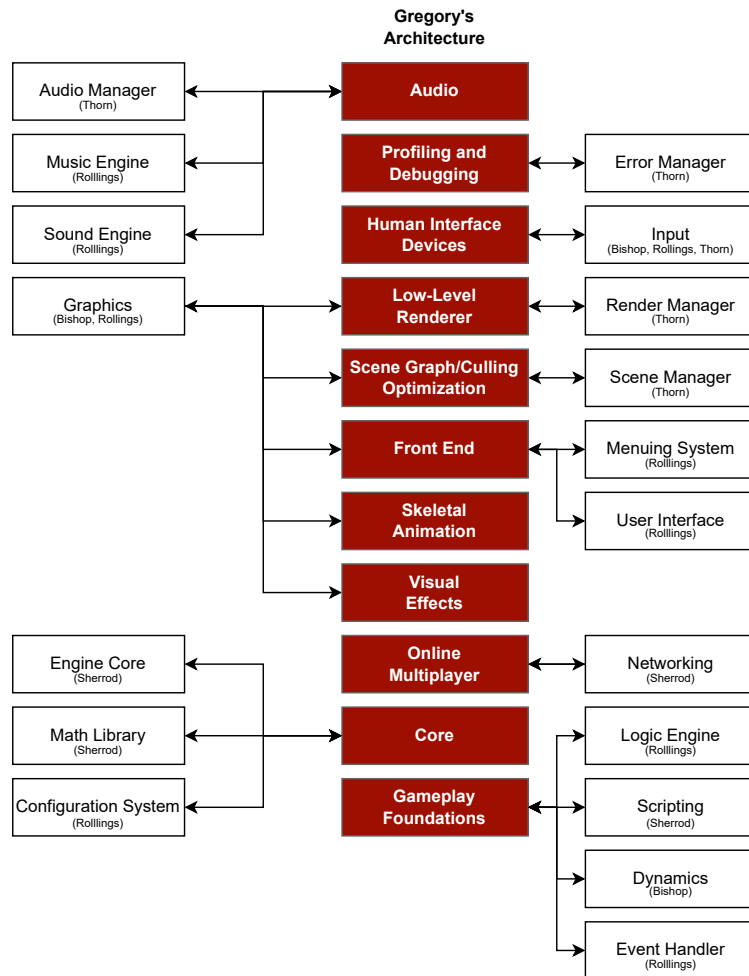 Gregory's
Architecture
Audio Manager
(Thorn)
Audio
Music Engine
(Rolllings)
Profiling and
Debugging
Error Manager
(Thorn)
Sound Engine
(Rolllings)
Human Interface
Devices
Input
(Bishop, Rollings, Thorn)
Graphics
(Bishop, Rollings)
Low-Level
Renderer
Render Manager
(Thorn)
Scene Graph/Culling
Optimization
Scene Manager
(Thorn)
Front End
Menuing System
(Rolllings)
Skeletal
Animation
User Interface
(Rolllings)
Visual
Effects
Engine Core
(Sherrod)
Online
Multiplayer
Networking
(Sherrod)
Math Library
(Sherrod)
Core
Logic Engine
(Rolllings)
Configuration System
(Rolllings)
Gameplay
Foundations
Scripting
(Sherrod)
Dynamics
(Bishop)
Event Handler
(Rolllings)